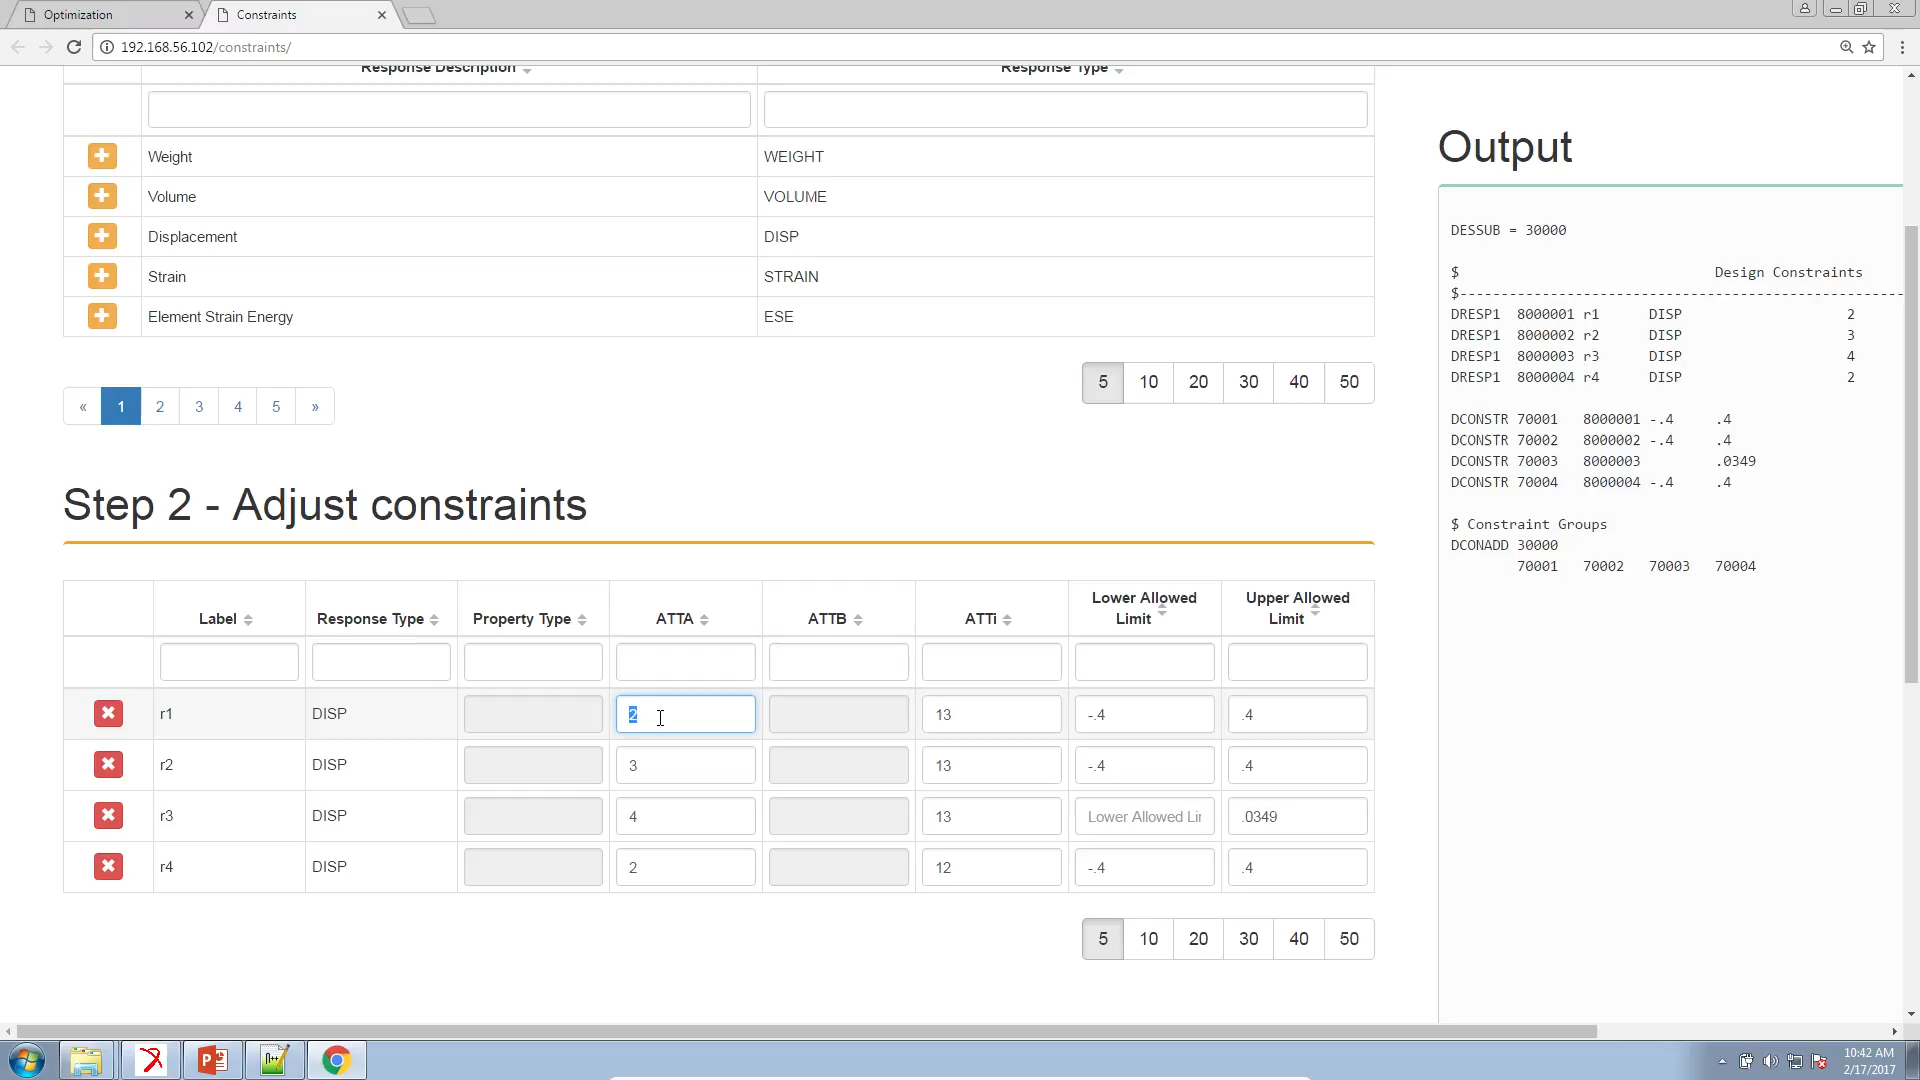 Optimization
Constraints
192.168.56.102/constraints/
Response Description
Response Type
Weight WEIGHT
Volume VOLUME
Displacement DISP
Strain STRAIN
Element Strain Energy ESE
5 10 20 30 40 50
« 1 2 3 4 5 »
Step 2 - Adjust constraints
Label Response Type Property Type ATTA ATTB ATTi Lower Allowed Limit Upper Allowed Limit
r1 DISP 2 13 -.4 .4
r2 DISP 3 13 -.4 .4
r3 DISP 4 13 Lower Allowed Li .0349
r4 DISP 2 12 -.4 .4
5 10 20 30 40 50
Output
DESSUB = 30000
$ Design Constraints
$------------------------------------------------------
DRESP1 8000001 r1 DISP 2
DRESP1 8000002 r2 DISP 3
DRESP1 8000003 r3 DISP 4
DRESP1 8000004 r4 DISP 2
DCONSTR 70001 8000001 -.4 .4
DCONSTR 70002 8000002 -.4 .4
DCONSTR 70003 8000003 .0349
DCONSTR 70004 8000004 -.4 .4
$ Constraint Groups
DCONADD 30000
70001 70002 70003 70004
10:42 AM
2/17/2017